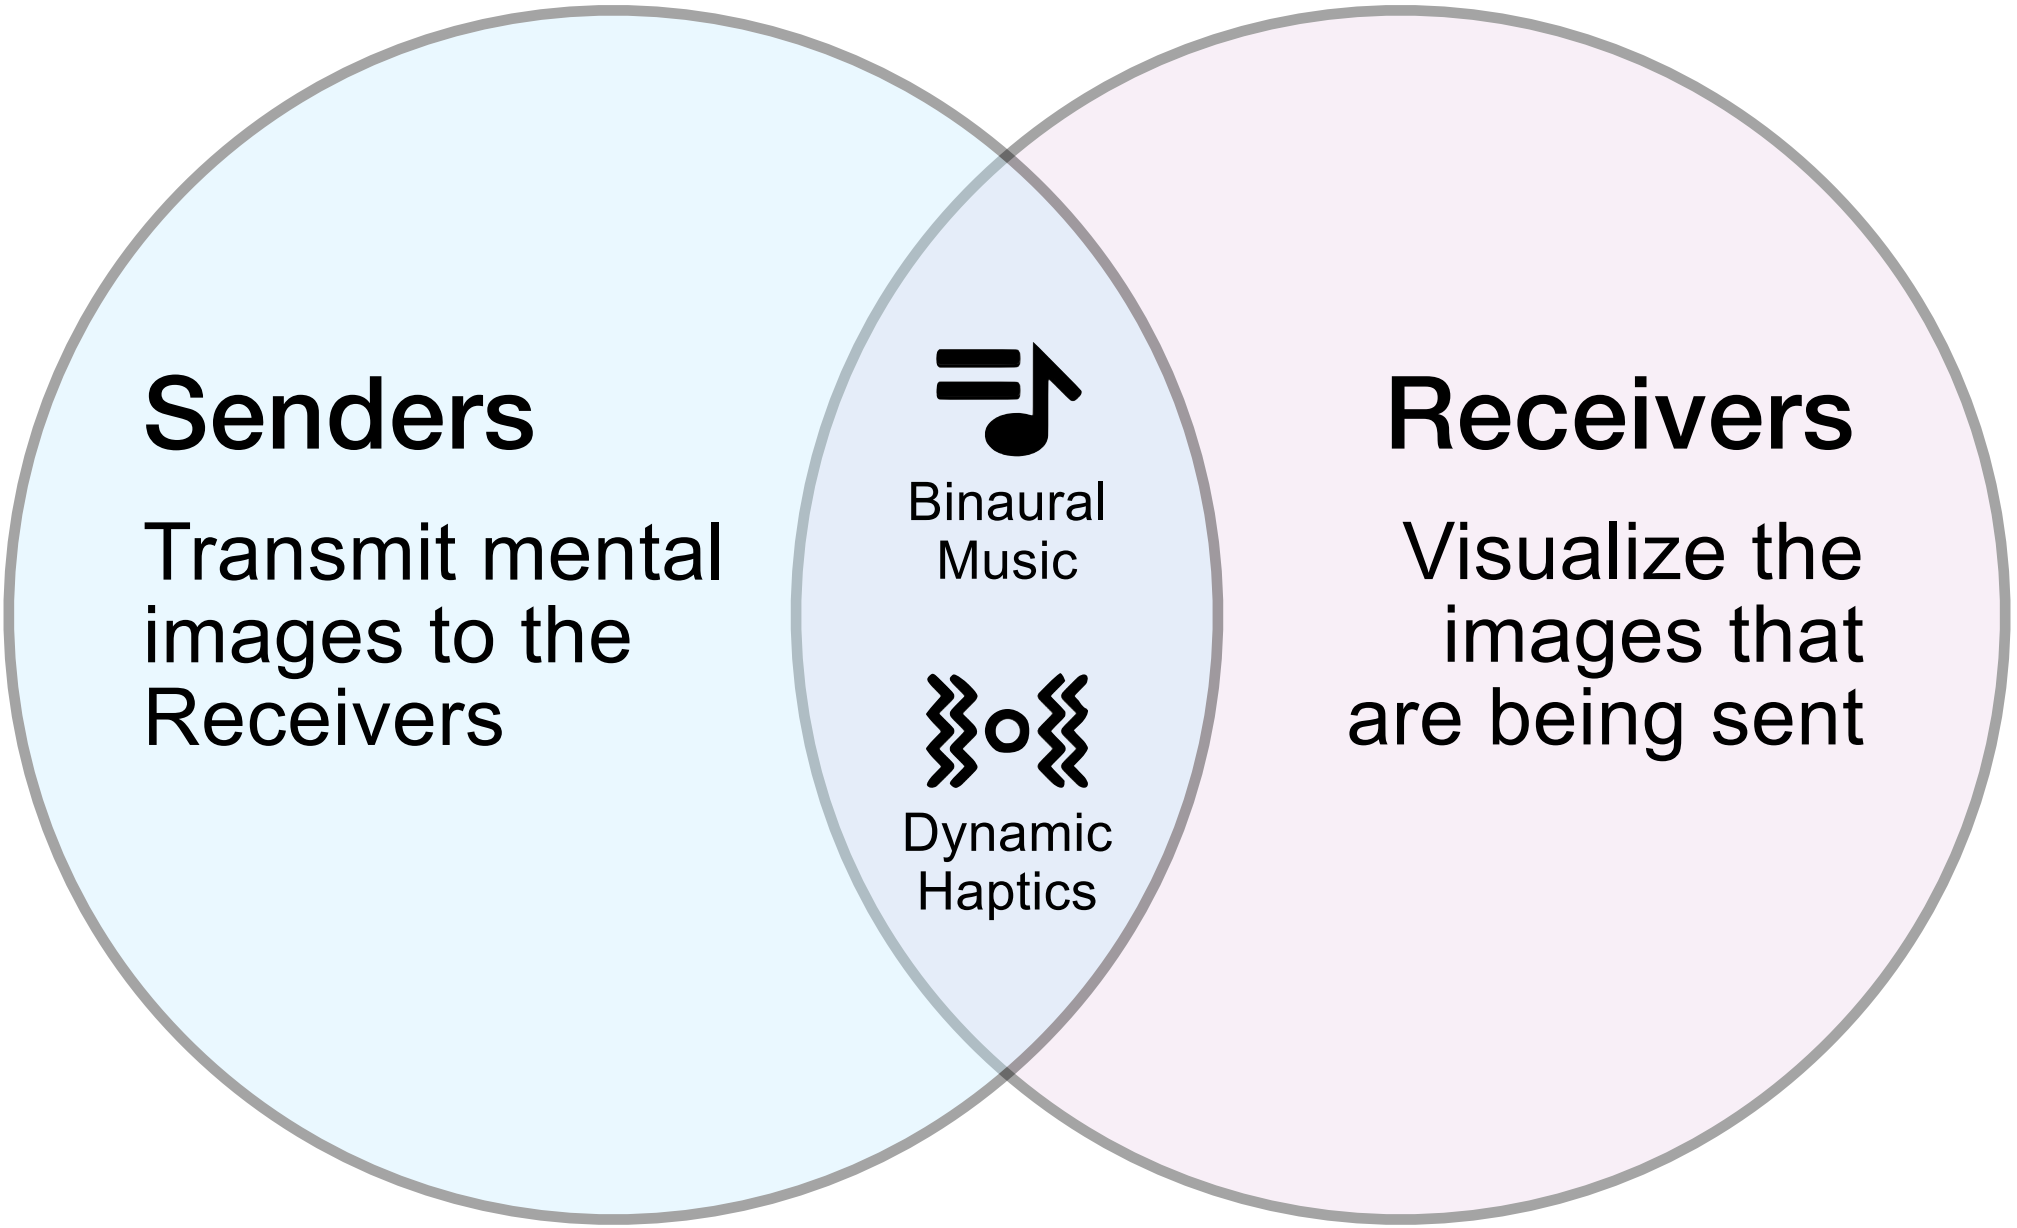 Senders
Transmit mental
images to the
Receivers
Binaural
Music
Dynamic
Haptics
Receivers
Visualize the
images that
are being sent